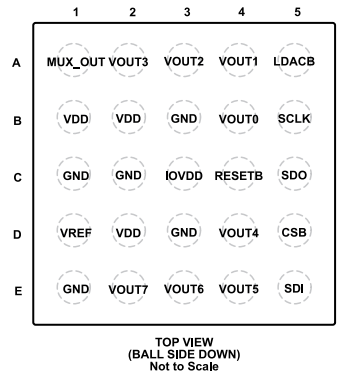 1 2 3 4 5
A MUX_OUT VOUT3 VOUT2 VOUT1 LDACB
B VDD VDD GND VOUT0 SCLK
C GND GND IOVDD RESETB SDO
D VREF VDD GND VOUT4 CSB
E GND VOUT7 VOUT6 VOUT5 SDI
TOP VIEW
(BALL SIDE DOWN)
Not to Scale